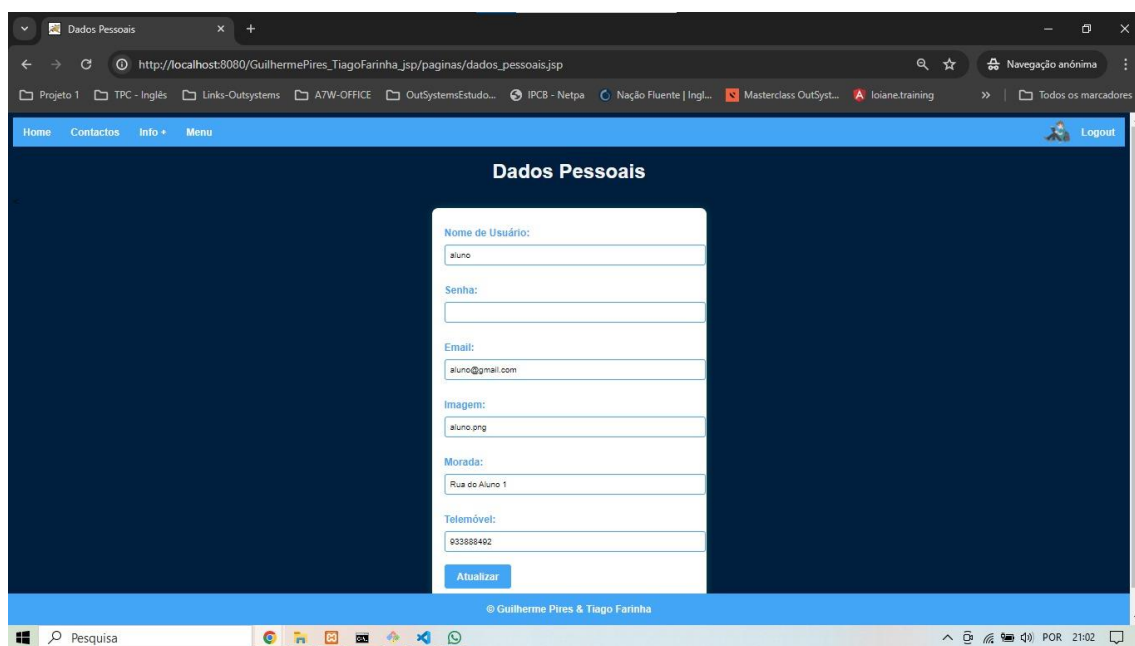 Dados Pessoais
http://localhost:8080/GuilhermePires_TiagoFarinha_jsp/paginas/dados_pessoais.jsp
Navegação anónima
Projeto 1 TPC - Inglês Links-Outsystems A7W-OFFICE OutSystemsEstudo... IPCB - Netpa Nação Fluente | Ingl... Masterclass OutSyst... loiane.training » Todos os marcadores
Home Contactos Info + Menu Logout
Dados Pessoais
Nome de Usuário:
aluno
Senha:
Email:
aluno@gmail.com
Imagem:
aluno.png
Morada:
Rua do Aluno 1
Telemóvel:
933888492
Atualizar
© Guilherme Pires & Tiago Farinha
Pesquisa POR 21:02